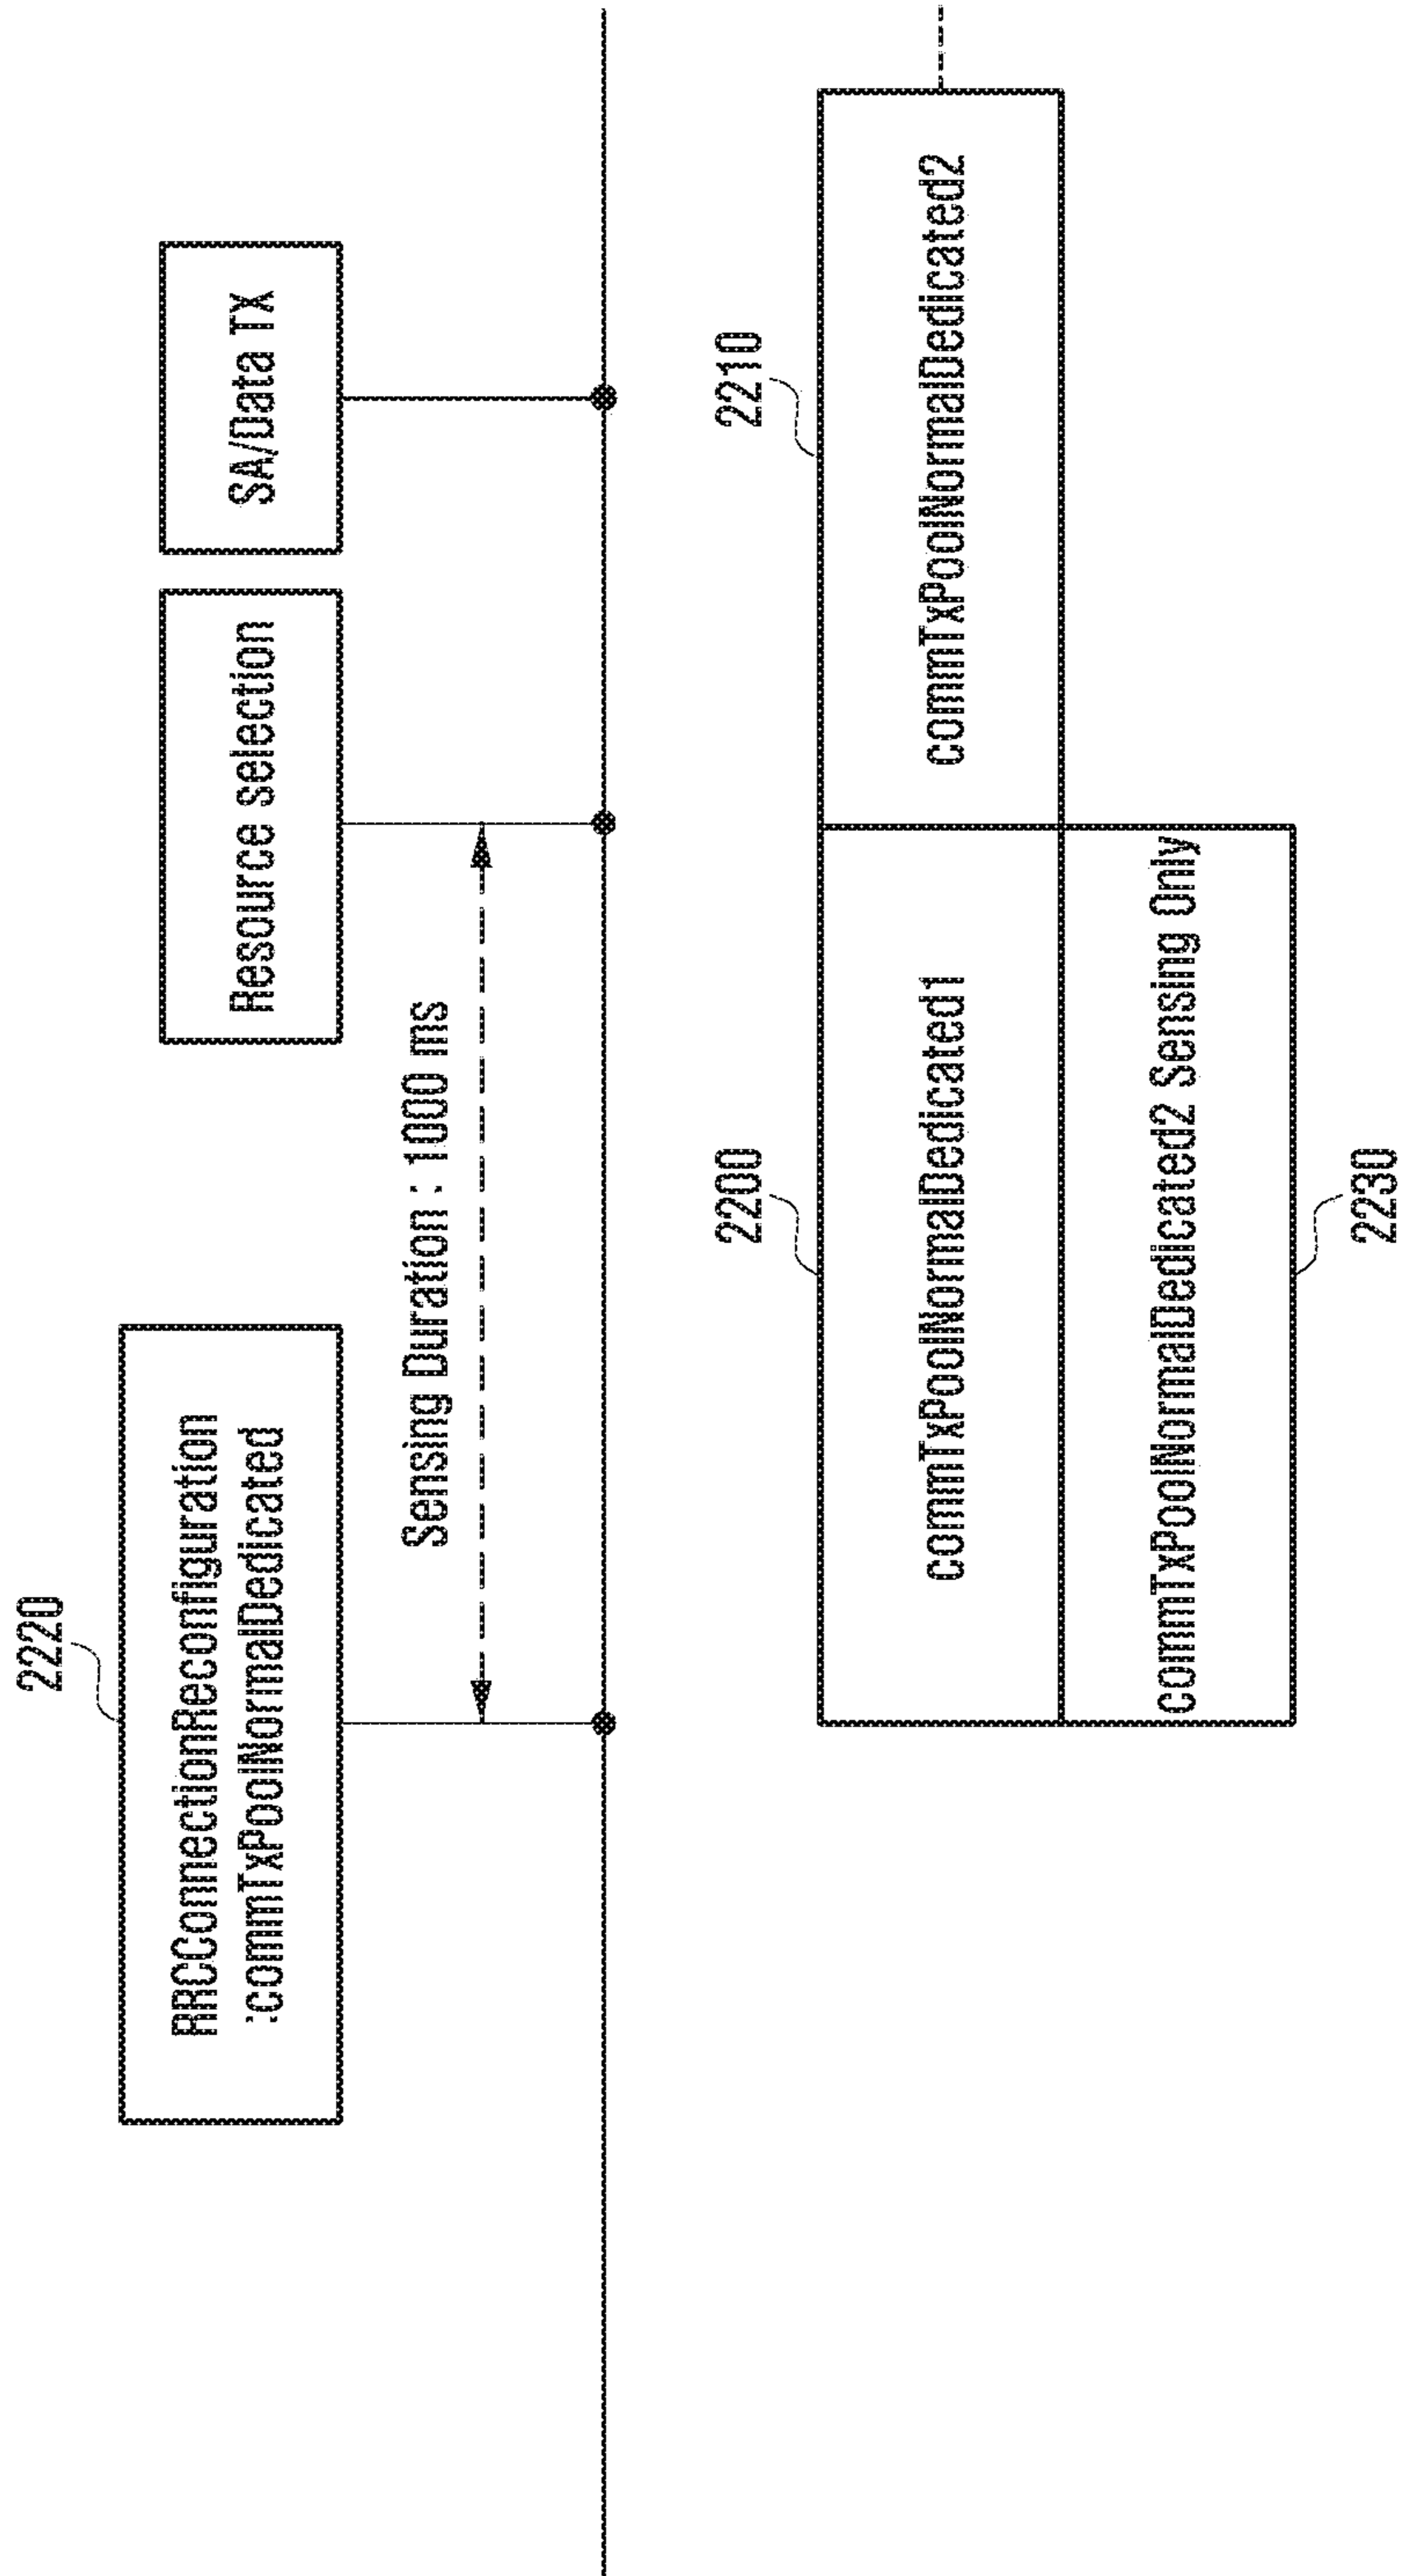 2220
RRCConnectionReconfiguration
:commTxPoolNormalDedicated
Resource selection
SA/Data TX
Sensing Duration : 1000 ms
2200
2210
commTxPoolNormalDedicated1
commTxPoolNormalDedicated2
commTxPoolNormalDedicated2 Sensing Only
2230